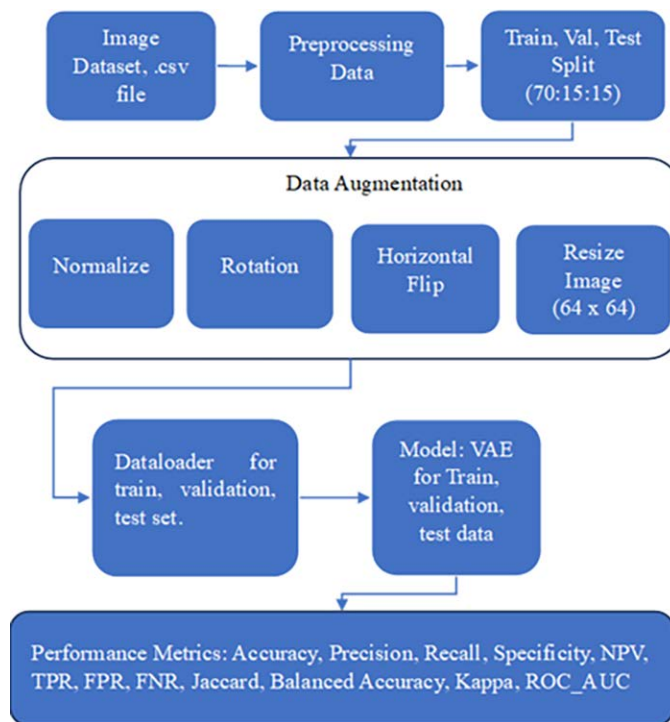 Image
Dataset, .csv
file
Preprocessing
Data
Train, Val, Test
Split
(70:15:15)
Data Augmentation
Normalize
Rotation
Horizontal
Flip
Resize
Image
(64 x 64)
Dataloader for
train, validation,
test set.
Model: VAE
for Train,
validation,
test data
Performance Metrics: Accuracy, Precision, Recall, Specificity, NPV,
TPR, FPR, FNR, Jaccard, Balanced Accuracy, Kappa, ROC_AUC